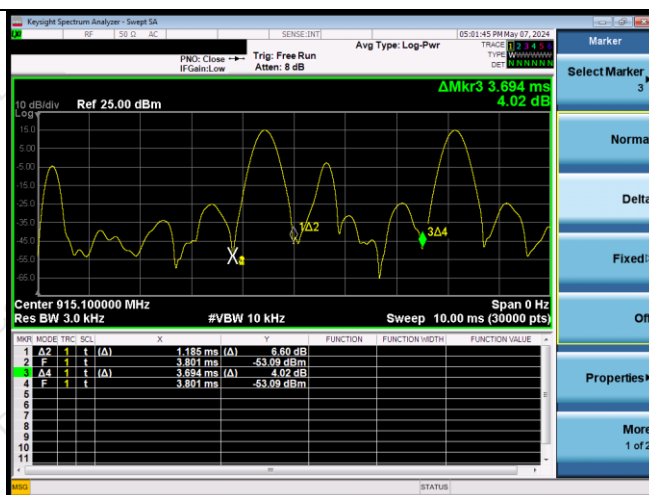 Keysight Spectrum Analyzer - Swept SA
RF 50 Ω AC SENSE:INT 05:01:45 PM May 07, 2024
Avg Type: Log-Pwr TRACE 1 2 3 4 5 6
PNO: Close Trig: Free Run TYPE WWWWWW
IFGain:Low Atten: 8 dB DET N N N N N N
ΔMkr3 3.694 ms
10 dB/div Ref 25.00 dBm 4.02 dB
Log
15.0
5.00
-5.00
-15.0
-25.0
-35.0
1Δ2
3Δ4
-45.0
-55.0
-65.0
Center 915.100000 MHz Span 0 Hz
Res BW 3.0 kHz #VBW 10 kHz Sweep 10.00 ms (30000 pts)
MKR MODE TRC SCL X Y FUNCTION FUNCTION WIDTH FUNCTION VALUE
1 Δ2 1 t (Δ) 1.185 ms (Δ) 6.60 dB
2 F 1 t 3.801 ms -53.09 dBm
3 Δ4 1 t (Δ) 3.694 ms (Δ) 4.02 dB
4 F 1 t 3.801 ms -53.09 dBm
5
6
7
8
9
10
11
MSG STATUS
Marker
Select Marker
3
Norma
Delta
Fixed
Of
Properties
More
1 of 2